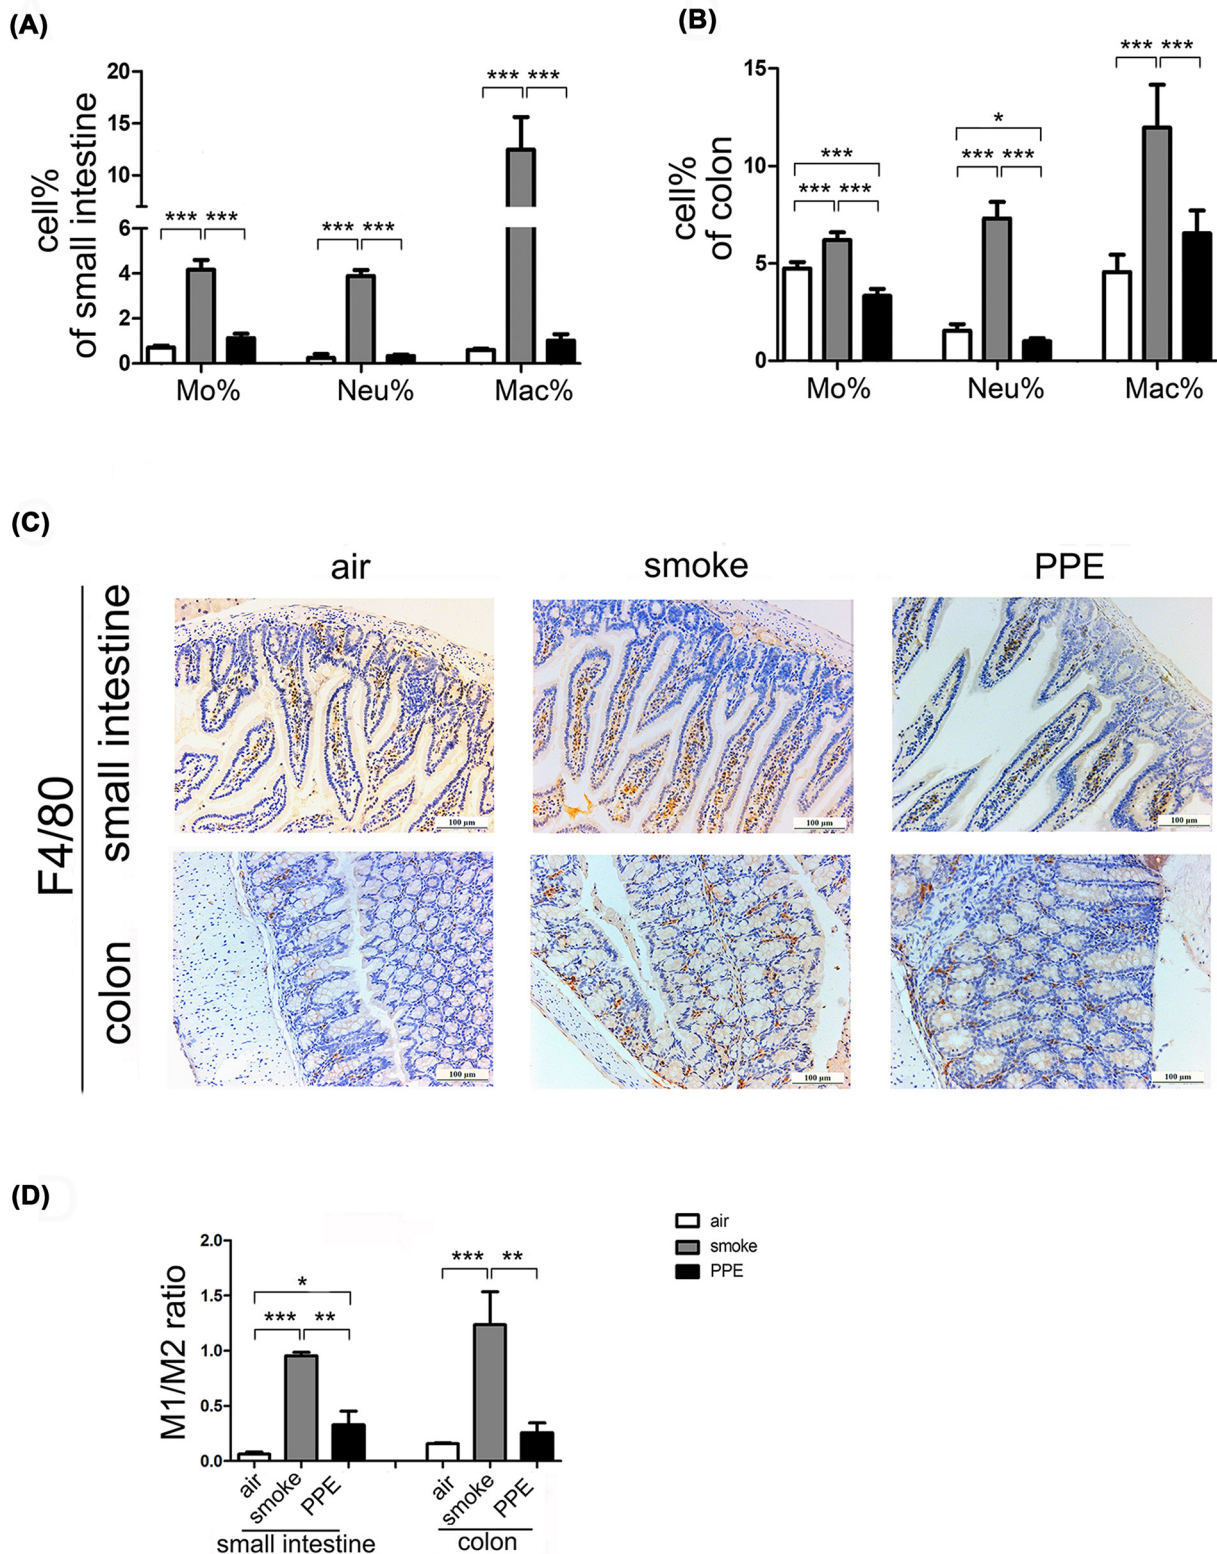 (A)
cell%
of small intestine
20
15
10
6
4
2
0
*** ***
*** ***
*** ***
Mo% Neu% Mac%
(B)
cell%
of colon
15
10
5
0
***
*** ***
*
*** ***
*** ***
Mo% Neu% Mac%
(C)
air smoke PPE
F4/80
small intestine
100 µm 100 µm 100 µm
colon
100 µm 100 µm 100 µm
(D)
M1/M2 ratio
2.0
1.5
1.0
0.5
0.0
*
*** **
*** **
air smoke PPE air smoke PPE
small intestine colon
air
smoke
PPE